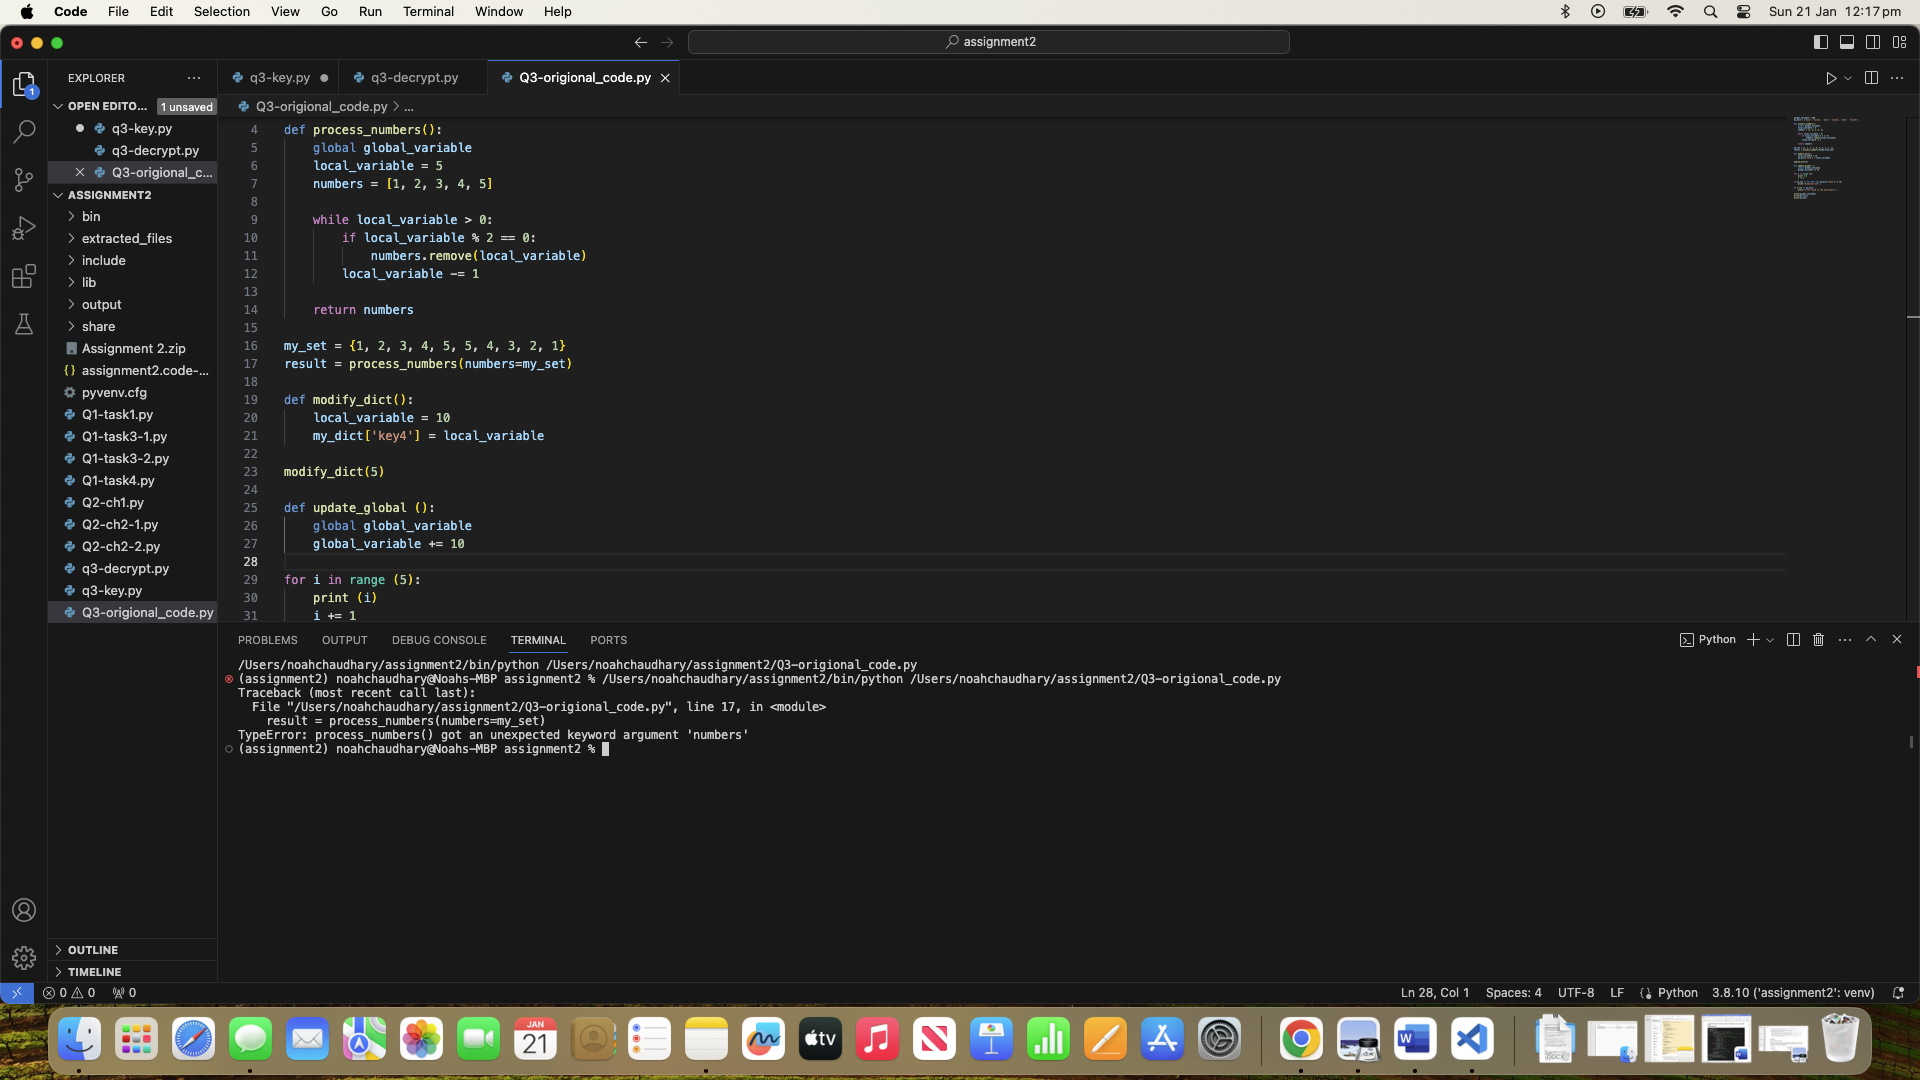 Code File Edit Selection View Go Run Terminal Window Help Sun 21 Jan 12:17 pm
assignment2
EXPLORER
q3-key.py
q3-decrypt.py
Q3-origional_code.py
OPEN EDITO... 1 unsaved
q3-key.py
q3-decrypt.py
Q3-origional_c...
ASSIGNMENT2
bin
extracted_files
include
lib
output
share
Assignment 2.zip
assignment2.code-...
pyvenv.cfg
Q1-task1.py
Q1-task3-1.py
Q1-task3-2.py
Q1-task4.py
Q2-ch1.py
Q2-ch2-1.py
Q2-ch2-2.py
q3-decrypt.py
q3-key.py
Q3-origional_code.py
OUTLINE
TIMELINE
Q3-origional_code.py > ...
4 def process_numbers():
5 global global_variable
6 local_variable = 5
7 numbers = [1, 2, 3, 4, 5]
8
9 while local_variable > 0:
10 if local_variable % 2 == 0:
11 numbers.remove(local_variable)
12 local_variable -= 1
13
14 return numbers
15
16 my_set = {1, 2, 3, 4, 5, 5, 4, 3, 2, 1}
17 result = process_numbers(numbers=my_set)
18
19 def modify_dict():
20 local_variable = 10
21 my_dict['key4'] = local_variable
22
23 modify_dict(5)
24
25 def update_global ():
26 global global_variable
27 global_variable += 10
28
29 for i in range (5):
30 print (i)
31 i += 1
PROBLEMS OUTPUT DEBUG CONSOLE TERMINAL PORTS Python
/Users/noahchaudhary/assignment2/bin/python /Users/noahchaudhary/assignment2/Q3-origional_code.py
(assignment2) noahchaudhary@Noahs-MBP assignment2 % /Users/noahchaudhary/assignment2/bin/python /Users/noahchaudhary/assignment2/Q3-origional_code.py
Traceback (most recent call last):
File "/Users/noahchaudhary/assignment2/Q3-origional_code.py", line 17, in <module>
result = process_numbers(numbers=my_set)
TypeError: process_numbers() got an unexpected keyword argument 'numbers'
(assignment2) noahchaudhary@Noahs-MBP assignment2 %
0 0 0 Ln 28, Col 1 Spaces: 4 UTF-8 LF Python 3.8.10 ('assignment2': venv)
JAN
21
tv